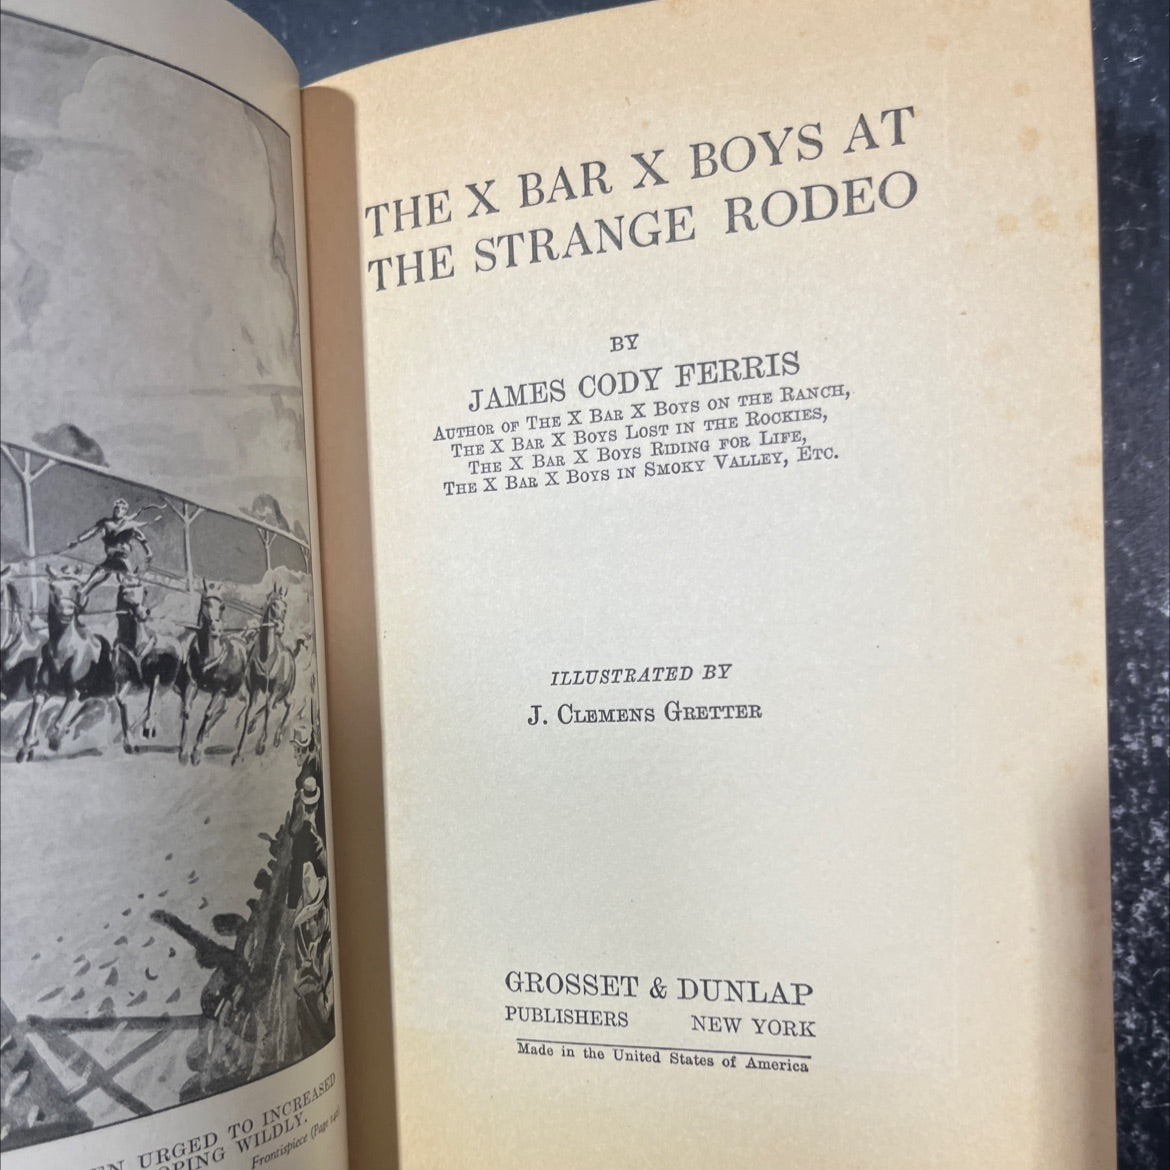 THE X BAR X BOYS AT
THE STRANGE RODEO
BY
JAMES CODY FERRIS
AUTHOR OF THE X BAR X BOYS ON THE RANCH,
THE X BAR X BOYS LOST IN THE ROCKIES,
THE X BAR X BOYS RIDING FOR LIFE,
THE X BAR X BOYS IN SMOKY VALLEY, ETC.
ILLUSTRATED BY
J. CLEMENS GRETTER
GROSSET & DUNLAP
PUBLISHERS NEW YORK
Made in the United States of America
URGED TO INCREASED
WILDLY.
Frontispiece (Page